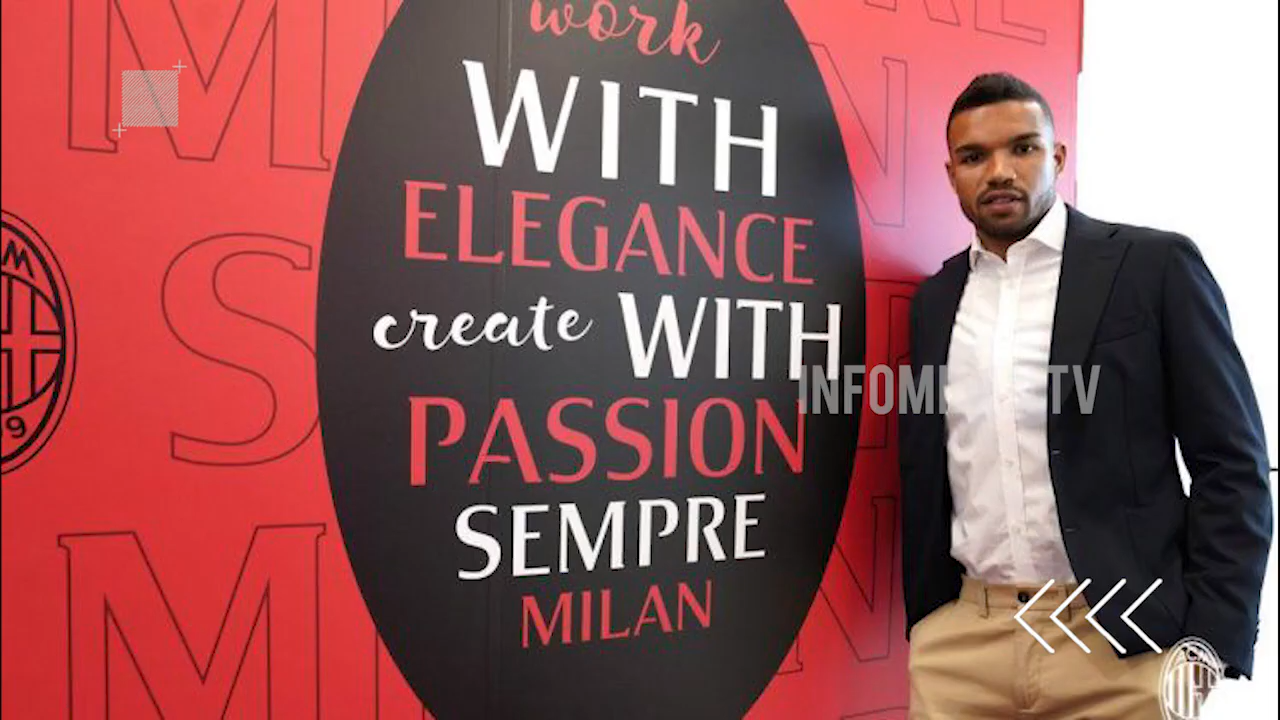 work
WITH
ELEGANCE
create WITH
PASSION
SEMPRE
MILAN